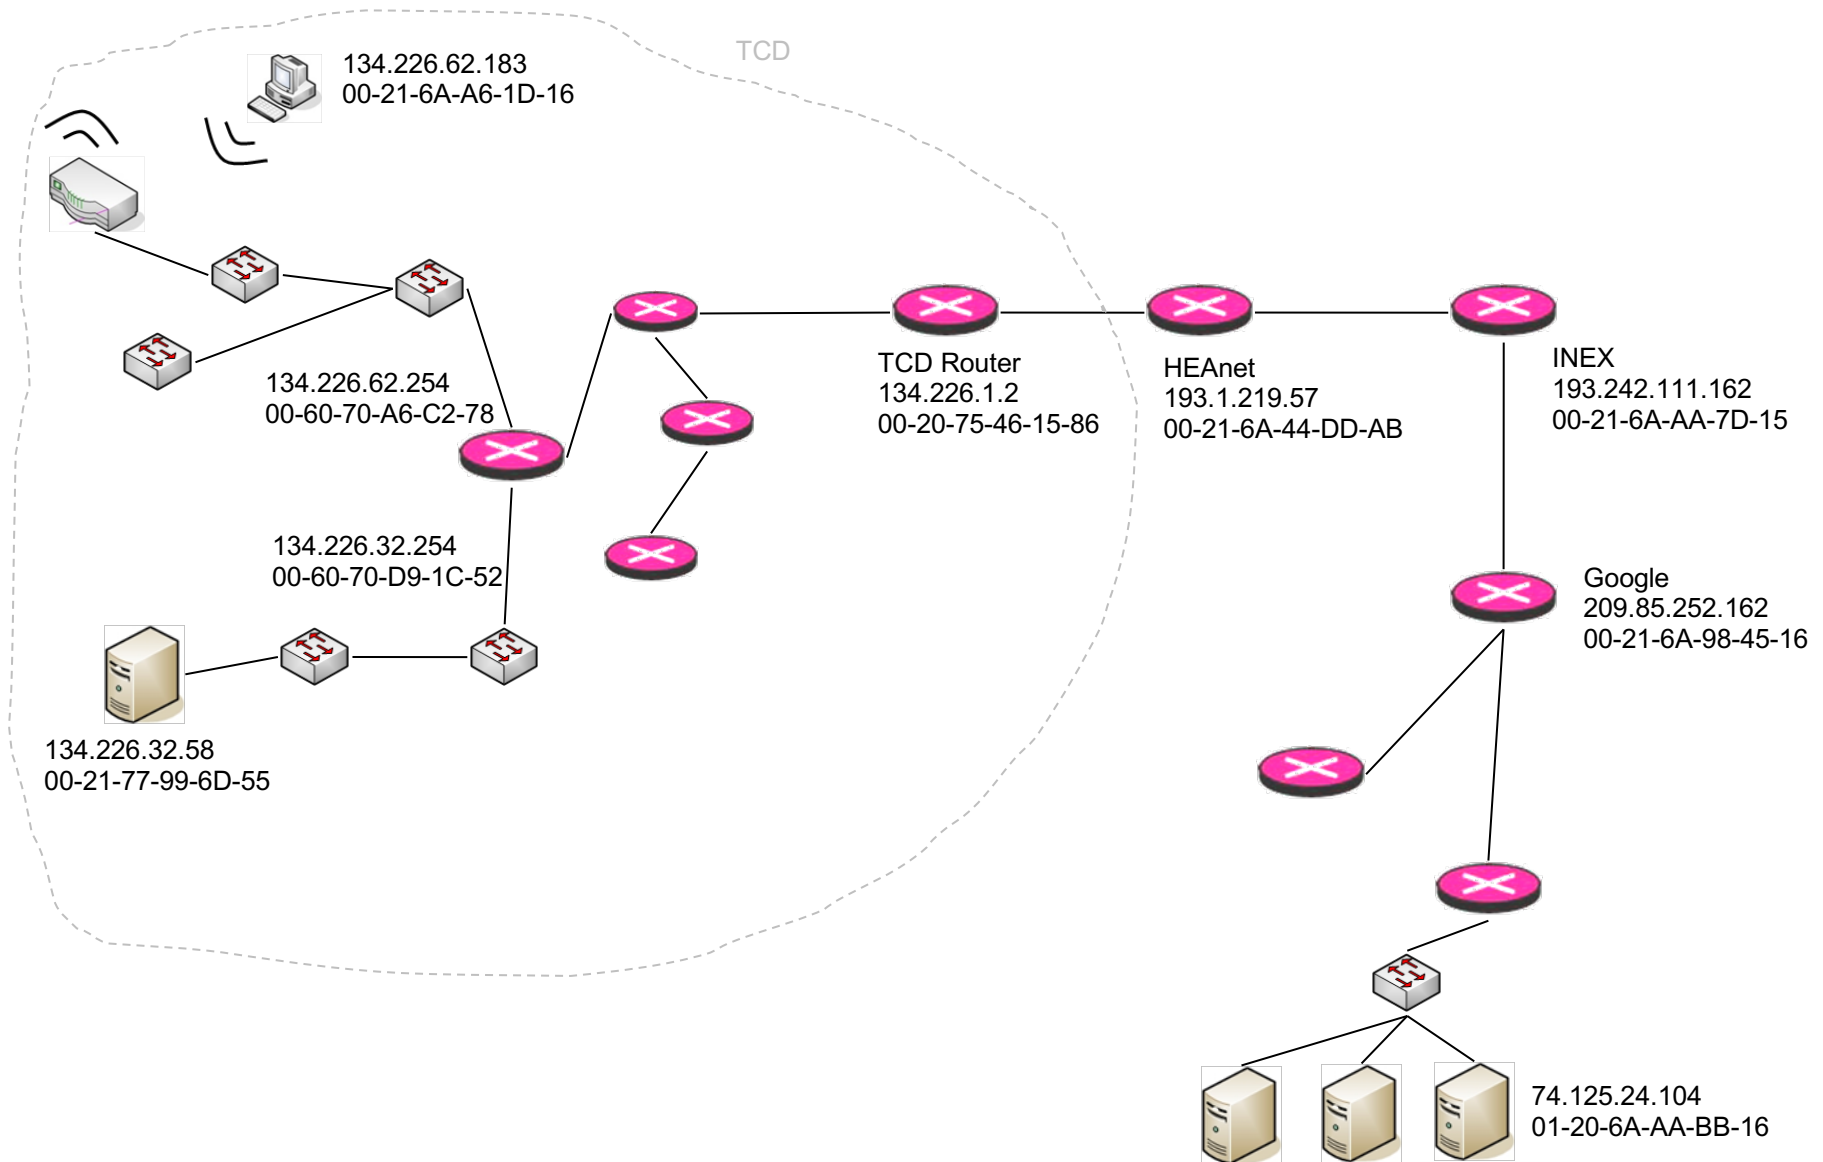 TCD
134.226.62.183
00-21-6A-A6-1D-16
134.226.62.254
00-60-70-A6-C2-78
TCD Router
134.226.1.2
00-20-75-46-15-86
HEAnet
193.1.219.57
00-21-6A-44-DD-AB
INEX
193.242.111.162
00-21-6A-AA-7D-15
134.226.32.254
00-60-70-D9-1C-52
Google
209.85.252.162
00-21-6A-98-45-16
134.226.32.58
00-21-77-99-6D-55
74.125.24.104
01-20-6A-AA-BB-16